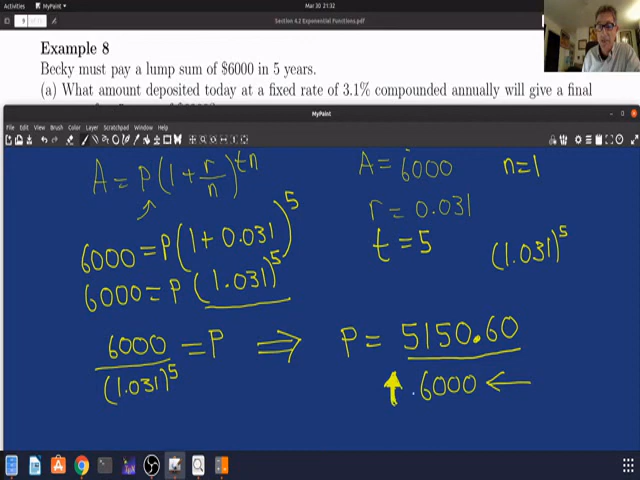 Activities MyPaint Mar 30 21:32
Section 4.2 Exponential Functions.pdf
Example 8
Becky must pay a lump sum of $6000 in 5 years.
(a) What amount deposited today at a fixed rate of 3.1% compounded annually will give a final
MyPaint
File Edit View Brush Color Layer Scratchpad Window Help
A = P(1 + r/n)^tn
A = 6000 n=1
r = 0.031
6000 = P(1 + 0.031)^5
t = 5
(1.031)^5
6000 = P (1.031)^5
6000/(1.031)^5 = P ⟹ P = 5150.60
↑ .6000 ←